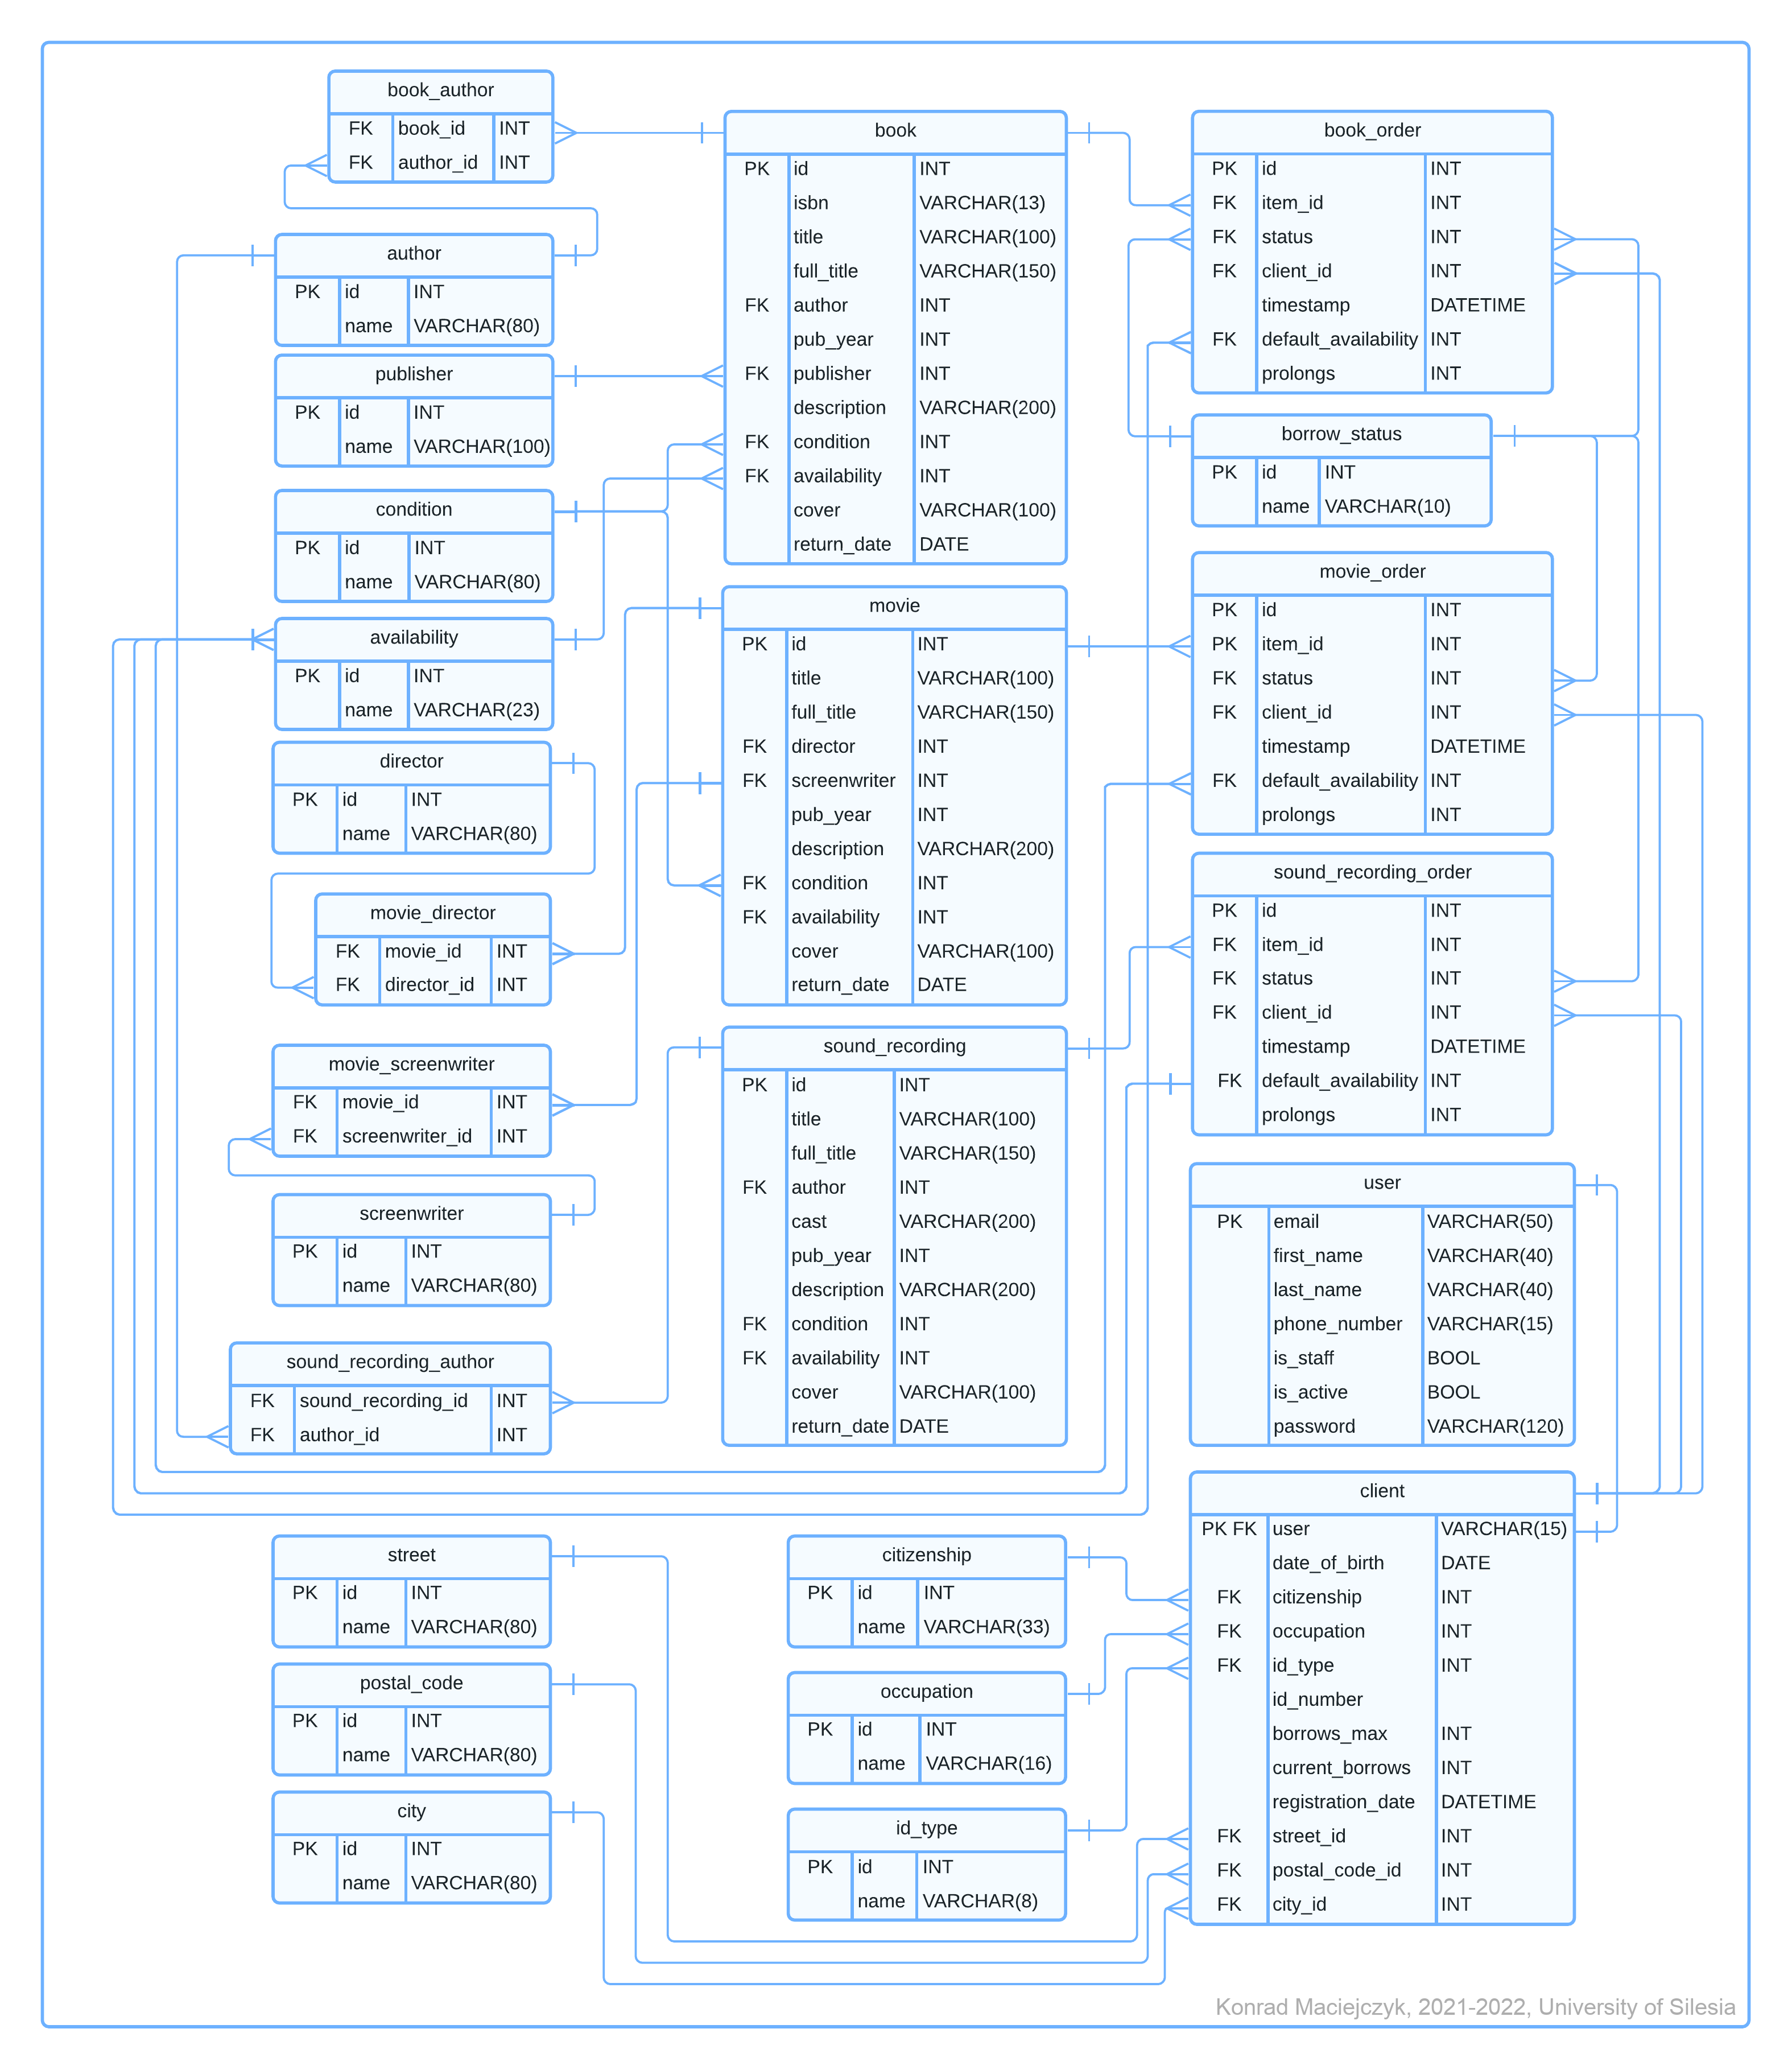 book_author
FK book_id INT
FK author_id INT
author
PK id INT
name VARCHAR(80)
publisher
PK id INT
name VARCHAR(100)
condition
PK id INT
name VARCHAR(80)
availability
PK id INT
name VARCHAR(23)
director
PK id INT
name VARCHAR(80)
movie_director
FK movie_id INT
FK director_id INT
movie_screenwriter
FK movie_id INT
FK screenwriter_id INT
screenwriter
PK id INT
name VARCHAR(80)
sound_recording_author
FK sound_recording_id INT
FK author_id INT
street
PK id INT
name VARCHAR(80)
postal_code
PK id INT
name VARCHAR(80)
city
PK id INT
name VARCHAR(80)
book
PK id INT
isbn VARCHAR(13)
title VARCHAR(100)
full_title VARCHAR(150)
FK author INT
pub_year INT
FK publisher INT
description VARCHAR(200)
FK condition INT
FK availability INT
cover VARCHAR(100)
return_date DATE
movie
PK id INT
title VARCHAR(100)
full_title VARCHAR(150)
FK director INT
FK screenwriter INT
pub_year INT
description VARCHAR(200)
FK condition INT
FK availability INT
cover VARCHAR(100)
return_date DATE
sound_recording
PK id INT
title VARCHAR(100)
full_title VARCHAR(150)
FK author INT
cast VARCHAR(200)
pub_year INT
description VARCHAR(200)
FK condition INT
FK availability INT
cover VARCHAR(100)
return_date DATE
citizenship
PK id INT
name VARCHAR(33)
occupation
PK id INT
name VARCHAR(16)
id_type
PK id INT
name VARCHAR(8)
book_order
PK id INT
FK item_id INT
FK status INT
FK client_id INT
timestamp DATETIME
FK default_availability INT
prolongs INT
borrow_status
PK id INT
name VARCHAR(10)
movie_order
PK id INT
PK item_id INT
FK status INT
FK client_id INT
timestamp DATETIME
FK default_availability INT
prolongs INT
sound_recording_order
PK id INT
FK item_id INT
FK status INT
FK client_id INT
timestamp DATETIME
FK default_availability INT
prolongs INT
user
PK email VARCHAR(50)
first_name VARCHAR(40)
last_name VARCHAR(40)
phone_number VARCHAR(15)
is_staff BOOL
is_active BOOL
password VARCHAR(120)
client
PK FK user VARCHAR(15)
date_of_birth DATE
FK citizenship INT
FK occupation INT
FK id_type INT
id_number
borrows_max INT
current_borrows INT
registration_date DATETIME
FK street_id INT
FK postal_code_id INT
FK city_id INT
Konrad Maciejczyk, 2021-2022, University of Silesia